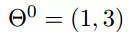 Θ⁰ = (1, 3)